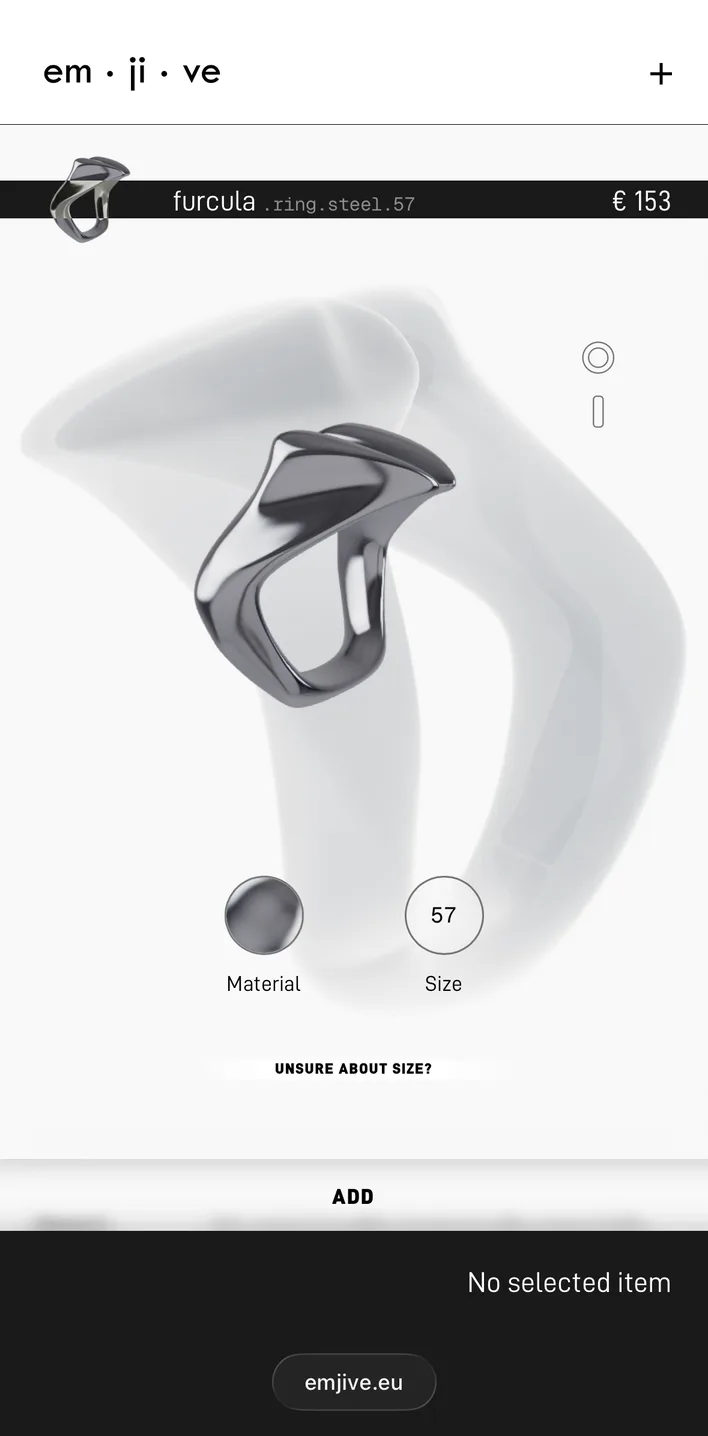 em · ji · ve
+
furcula .ring.steel.57 € 153
57
Material Size
UNSURE ABOUT SIZE?
ADD
No selected item
emjive.eu